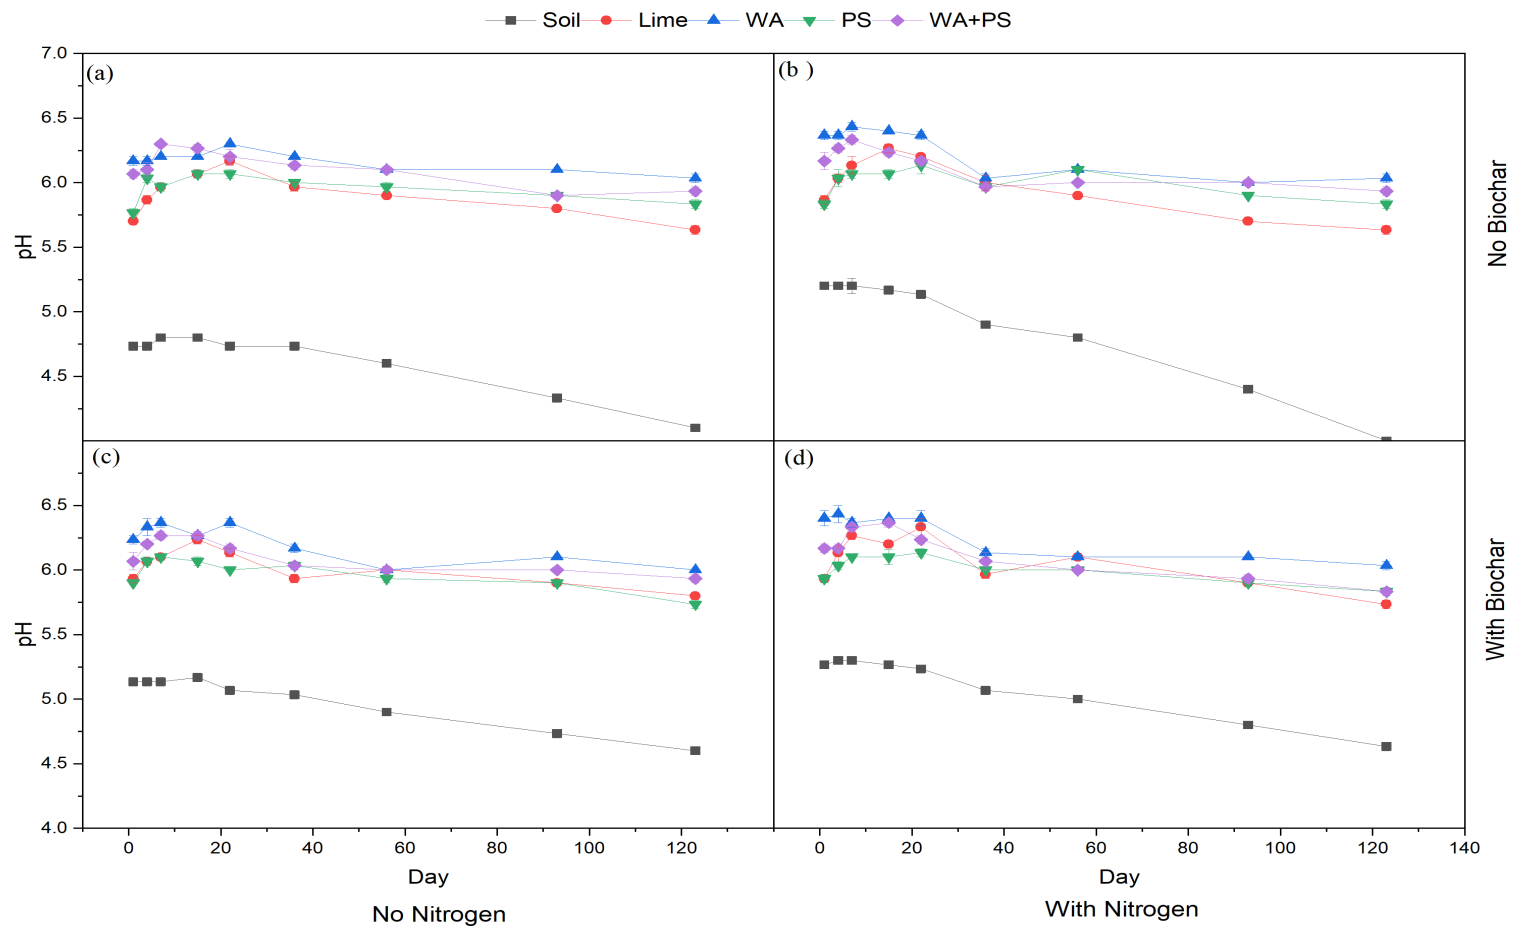 Soil Lime WA PS WA+PS
(a)
(b )
7.0
6.5
6.0
5.5
5.0
4.5
pH
No Biochar
(c)
(d)
6.5
6.0
5.5
5.0
4.5
4.0
pH
With Biochar
0 20 40 60 80 100 120
0 20 40 60 80 100 120 140
Day
Day
No Nitrogen
With Nitrogen